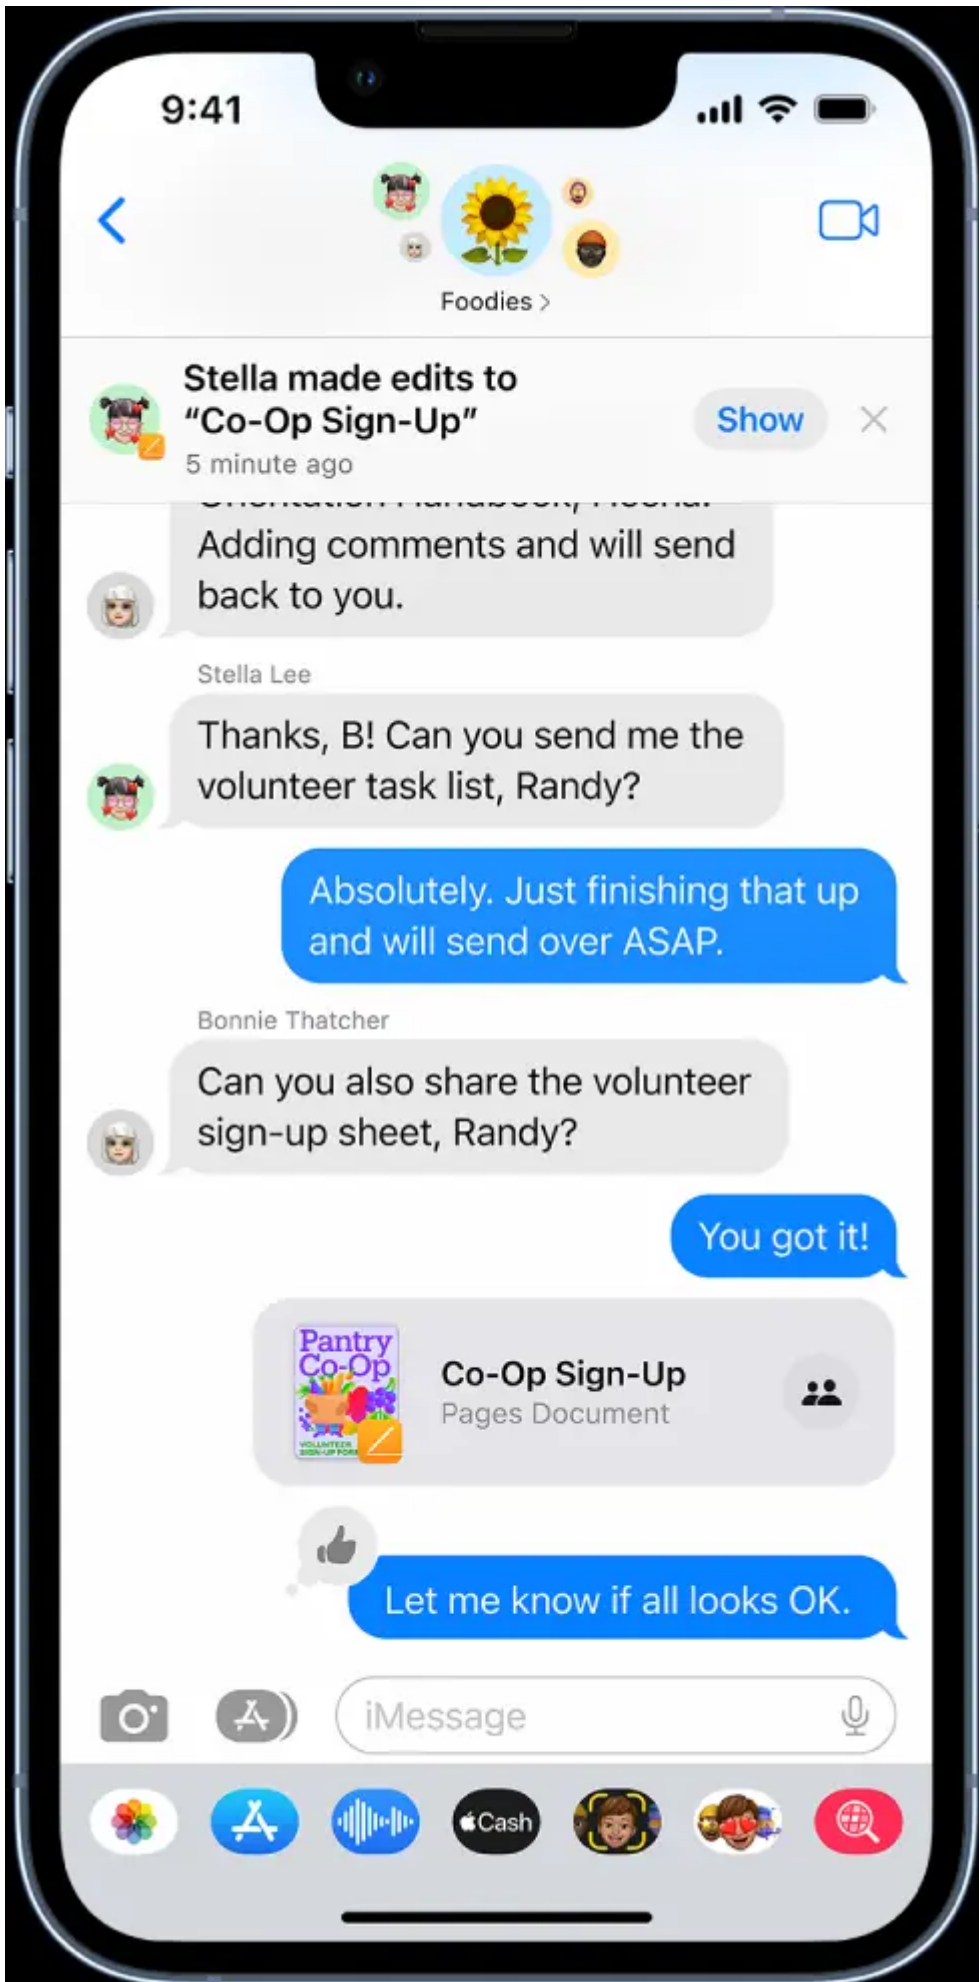 9:41
Foodies >
Stella made edits to
“Co-Op Sign-Up”
5 minute ago
Show
Adding comments and will send
back to you.
Stella Lee
Thanks, B! Can you send me the
volunteer task list, Randy?
Absolutely. Just finishing that up
and will send over ASAP.
Bonnie Thatcher
Can you also share the volunteer
sign-up sheet, Randy?
You got it!
Pantry
Co-Op
VOLUNTEER
SIGN-UP FORM
Co-Op Sign-Up
Pages Document
Let me know if all looks OK.
iMessage
Cash